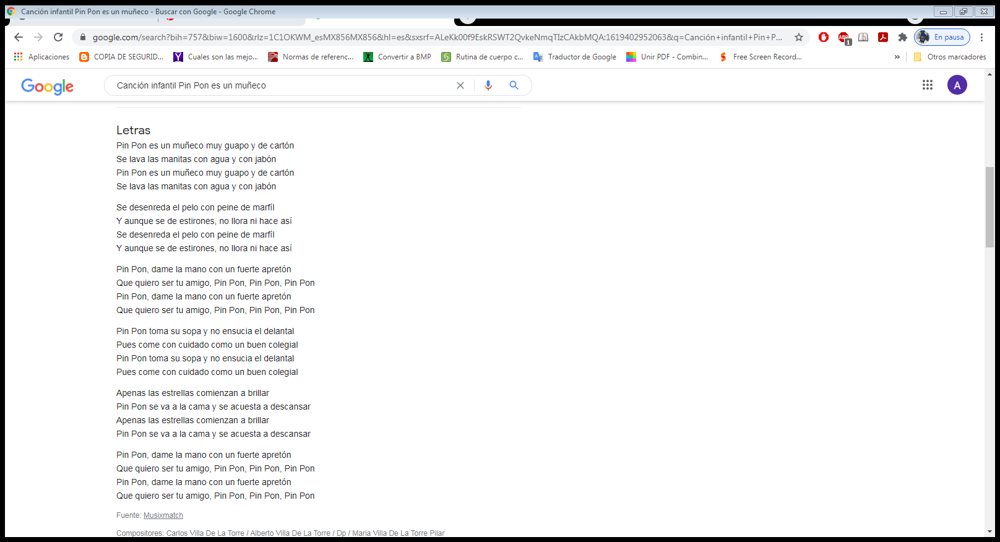 Canción infantil Pin Pon es un muñeco - Buscar con Google - Google Chrome
google.com/search?bih=757&biw=1600&rlz=1C1OKWM_esMX856MX856&hl=es&sxsrf=ALeKk00f9EskRSWT2QvkeNmqTIzCAkbMQA:1619402952063&q=Canción+infantil+Pin+P...
1
En pausa
Aplicaciones COPIA DE SEGURID... Cuales son las mejo... Normas de referenc... Convertir a BMP Rutina de cuerpo c... Traductor de Google Unir PDF - Combin... Free Screen Record... » Otros marcadores
Google Canción infantil Pin Pon es un muñeco A
Letras
Pin Pon es un muñeco muy guapo y de cartón
Se lava las manitas con agua y con jabón
Pin Pon es un muñeco muy guapo y de cartón
Se lava las manitas con agua y con jabón
Se desenreda el pelo con peine de marfíl
Y aunque se de estirones, no llora ni hace así
Se desenreda el pelo con peine de marfíl
Y aunque se de estirones, no llora ni hace así
Pin Pon, dame la mano con un fuerte apretón
Que quiero ser tu amigo, Pin Pon, Pin Pon, Pin Pon
Pin Pon, dame la mano con un fuerte apretón
Que quiero ser tu amigo, Pin Pon, Pin Pon, Pin Pon
Pin Pon toma su sopa y no ensucia el delantal
Pues come con cuidado como un buen colegial
Pin Pon toma su sopa y no ensucia el delantal
Pues come con cuidado como un buen colegial
Apenas las estrellas comienzan a brillar
Pin Pon se va a la cama y se acuesta a descansar
Apenas las estrellas comienzan a brillar
Pin Pon se va a la cama y se acuesta a descansar
Pin Pon, dame la mano con un fuerte apretón
Que quiero ser tu amigo, Pin Pon, Pin Pon, Pin Pon
Pin Pon, dame la mano con un fuerte apretón
Que quiero ser tu amigo, Pin Pon, Pin Pon, Pin Pon
Fuente: Musixmatch
Compositores: Carlos Villa De La Torre / Alberto Villa De La Torre / Dp / Maria Villa De La Torre Pilar